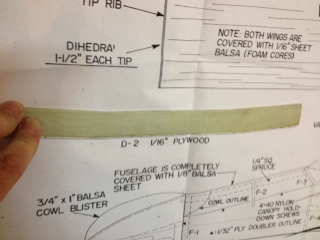 TIP RIB
DIHEDRA'
1-1/2" EACH TIP
NOTE: BOTH WINGS ARE
COVERED WITH 1/16" SHEET
BALSA (FOAM CORES)
D-2 1/16" PLYWOOD
FUSELAGE IS COMPLETELY
COVERED WITH 1/8" BALSA
SHEET
3/4" x 1" BALSA
COWL BLISTER
1/4" SQ.
SPRUCE
F-3
F-2
COWL OUTLINE
4-40 NYLON
CANOPY HOLD-
DOWN SCREWS
F-1
1/32" PLY DOUBLER OUTLINE